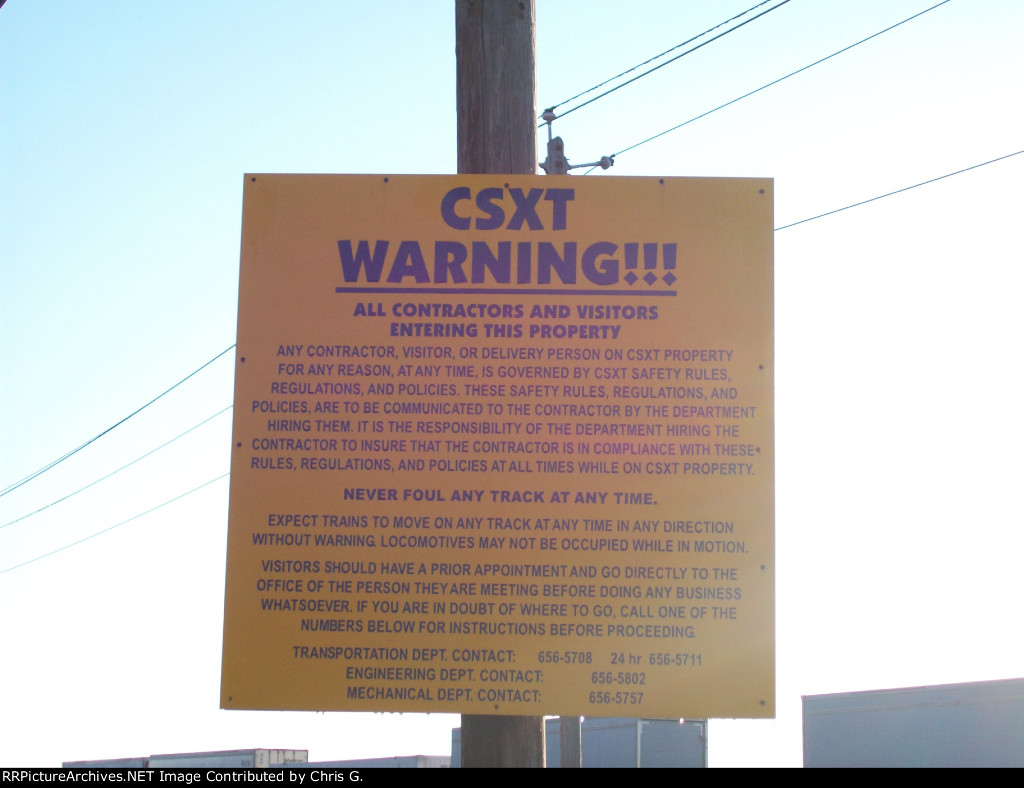 CSXT
WARNING!!!
ALL CONTRACTORS AND VISITORS
ENTERING THIS PROPERTY
ANY CONTRACTOR, VISITOR, OR DELIVERY PERSON ON CSXT PROPERTY
FOR ANY REASON, AT ANY TIME, IS GOVERNED BY CSXT SAFETY RULES,
REGULATIONS, AND POLICIES. THESE SAFETY RULES, REGULATIONS, AND
POLICIES, ARE TO BE COMMUNICATED TO THE CONTRACTOR BY THE DEPARTMENT
HIRING THEM. IT IS THE RESPONSIBILITY OF THE DEPARTMENT HIRING THE
CONTRACTOR TO INSURE THAT THE CONTRACTOR IS IN COMPLIANCE WITH THESE
RULES, REGULATIONS, AND POLICIES AT ALL TIMES WHILE ON CSXT PROPERTY.
NEVER FOUL ANY TRACK AT ANY TIME.
EXPECT TRAINS TO MOVE ON ANY TRACK AT ANY TIME IN ANY DIRECTION
WITHOUT WARNING. LOCOMOTIVES MAY NOT BE OCCUPIED WHILE IN MOTION.
VISITORS SHOULD HAVE A PRIOR APPOINTMENT AND GO DIRECTLY TO THE
OFFICE OF THE PERSON THEY ARE MEETING BEFORE DOING ANY BUSINESS
WHATSOEVER. IF YOU ARE IN DOUBT OF WHERE TO GO, CALL ONE OF THE
NUMBERS BELOW FOR INSTRUCTIONS BEFORE PROCEEDING.
TRANSPORTATION DEPT. CONTACT: 656-5708 24 hr 656-5711
ENGINEERING DEPT. CONTACT: 656-5802
MECHANICAL DEPT. CONTACT: 656-5757
RRPictureArchives.NET Image Contributed by Chris G.